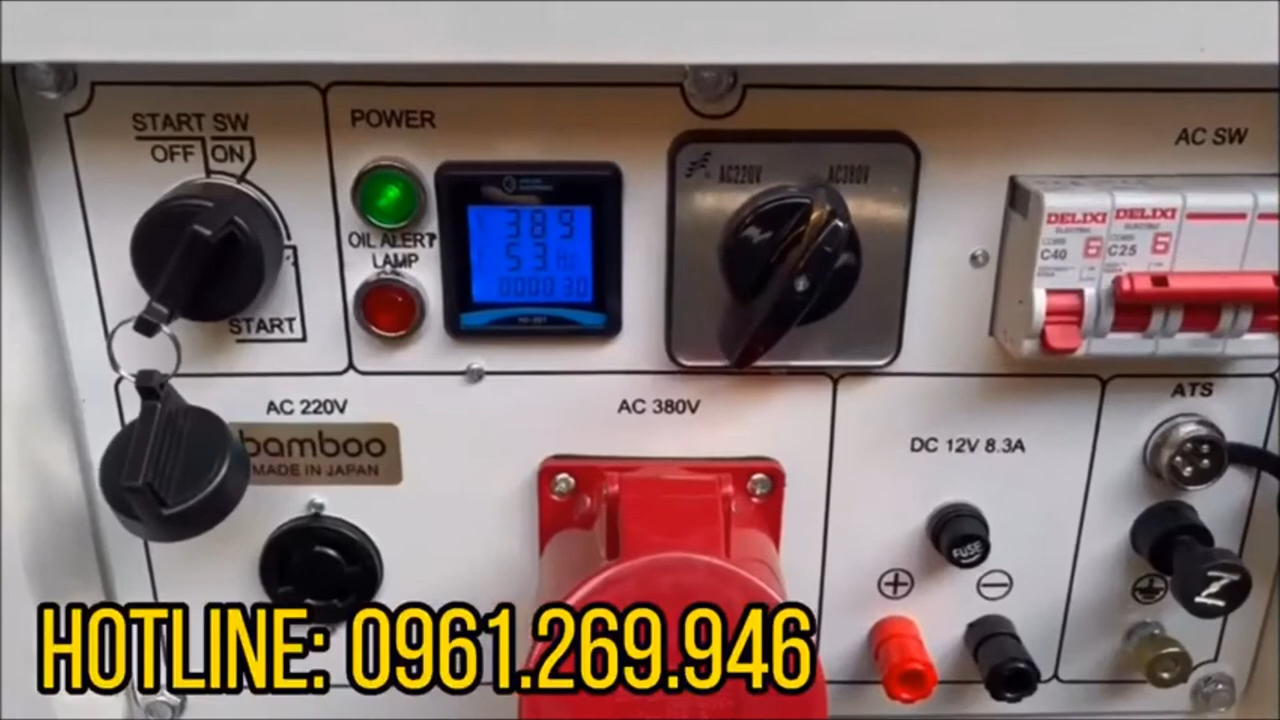 START SW
OFF ON
START
POWER
OIL ALERT
LAMP
389
53 Hz
000030
AC220V AC380V
AC SW
DELIXI DELIXI
C40 C25
AC 220V
bamboo
MADE IN JAPAN
AC 380V
DC 12V 8.3A
FUSE
+ −
ATS
Z
HOTLINE: 0961.269.946